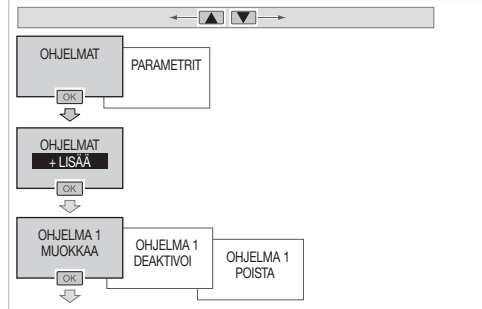 OHJELMAT
PARAMETRIT
OK
OHJELMAT
+ LISÄÄ
OK
OHJELMA 1
MUOKKAA
OHJELMA 1
DEAKTIVOI
OHJELMA 1
POISTA
OK